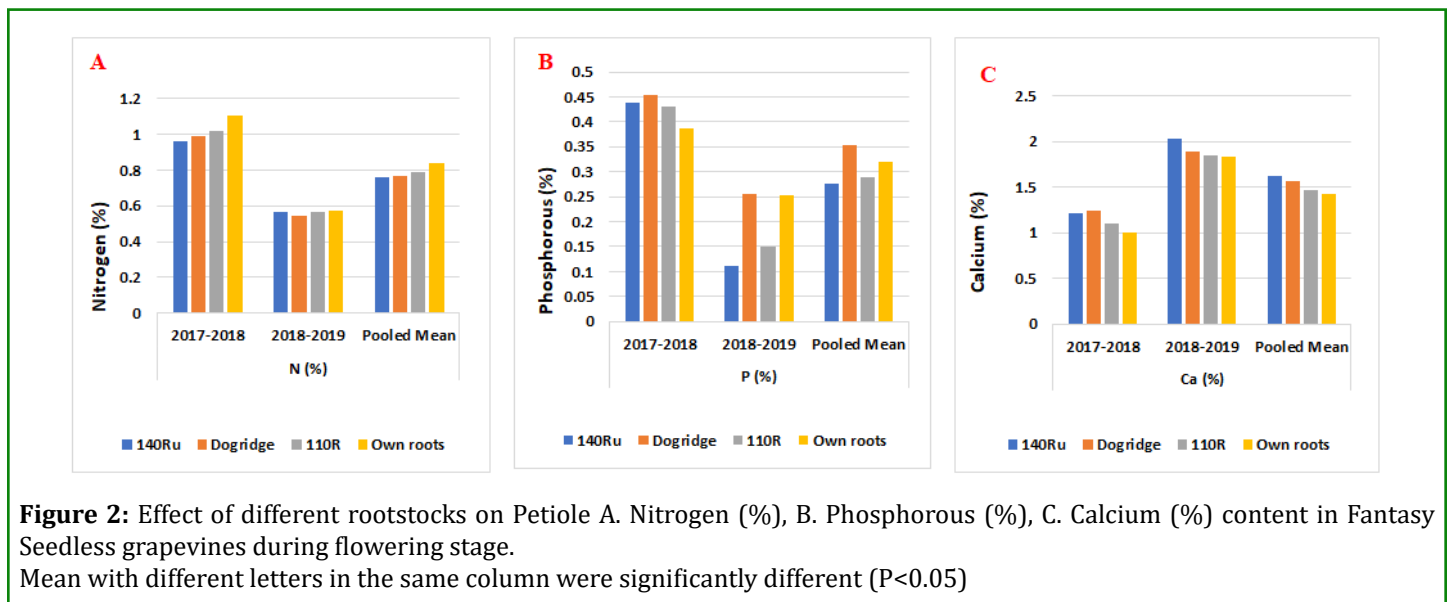 A
1.2
1
0.8
0.6
0.4
0.2
0
Nitrogen (%)
2017-2018 2018-2019 Pooled Mean
N (%)
140Ru Dogridge 110R Own roots
B
0.5
0.45
0.4
0.35
0.3
0.25
0.2
0.15
0.1
0.05
0
Phosphorous (%)
2017-2018 2018-2019 Pooled Mean
P (%)
140Ru Dogridge 110R Own roots
C
2.5
2
1.5
1
0.5
0
Calcium (%)
2017-2018 2018-2019 Pooled Mean
Ca (%)
140Ru Dogridge 110R Own roots
Figure 2: Effect of different rootstocks on Petiole A. Nitrogen (%), B. Phosphorous (%), C. Calcium (%) content in Fantasy
Seedless grapevines during flowering stage.
Mean with different letters in the same column were significantly different (P<0.05)